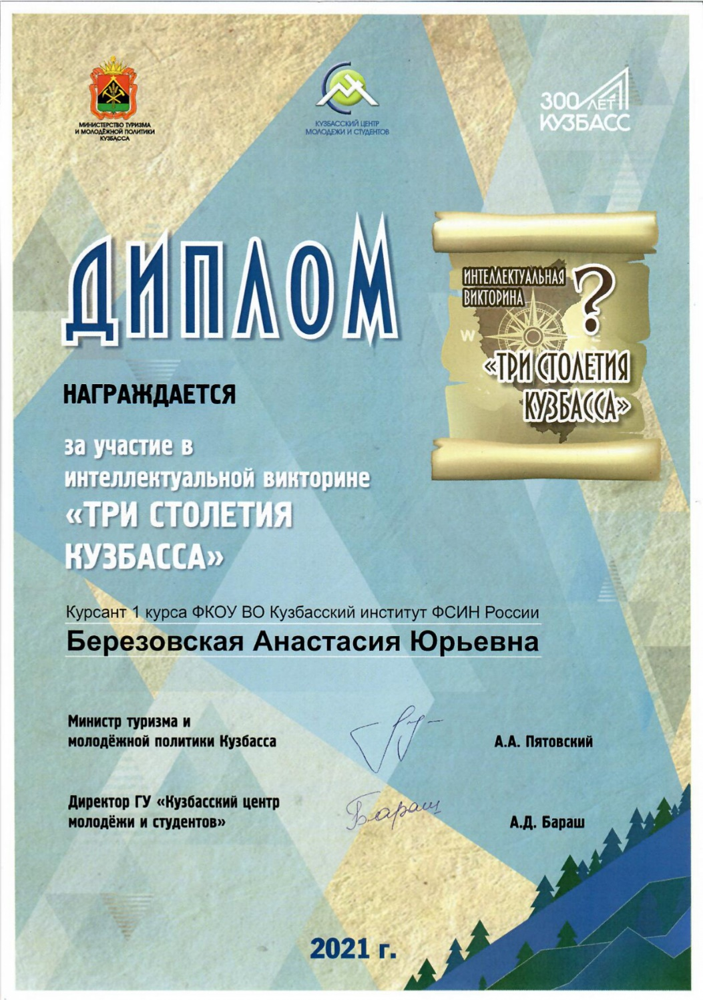 МИНИСТЕРСТВО ТУРИЗМА
И МОЛОДЁЖНОЙ ПОЛИТИКИ
КУЗБАССА
КУЗБАССКИЙ ЦЕНТР
МОЛОДЕЖИ И СТУДЕНТОВ
300 ЛЕТ
КУЗБАСС
ДИПЛОМ
ИНТЕЛЛЕКТУАЛЬНАЯ
ВИКТОРИНА
?
W
«ТРИ СТОЛЕТИЯ
КУЗБАССА»
НАГРАЖДАЕТСЯ
за участие в
интеллектуальной викторине
«ТРИ СТОЛЕТИЯ
КУЗБАССА»
Курсант 1 курса ФКОУ ВО Кузбасский институт ФСИН России
Березовская Анастасия Юрьевна
Министр туризма и
молодёжной политики Кузбасса
А.А. Пятовский
Директор ГУ «Кузбасский центр
молодёжи и студентов»
Бараш
А.Д. Бараш
2021 г.